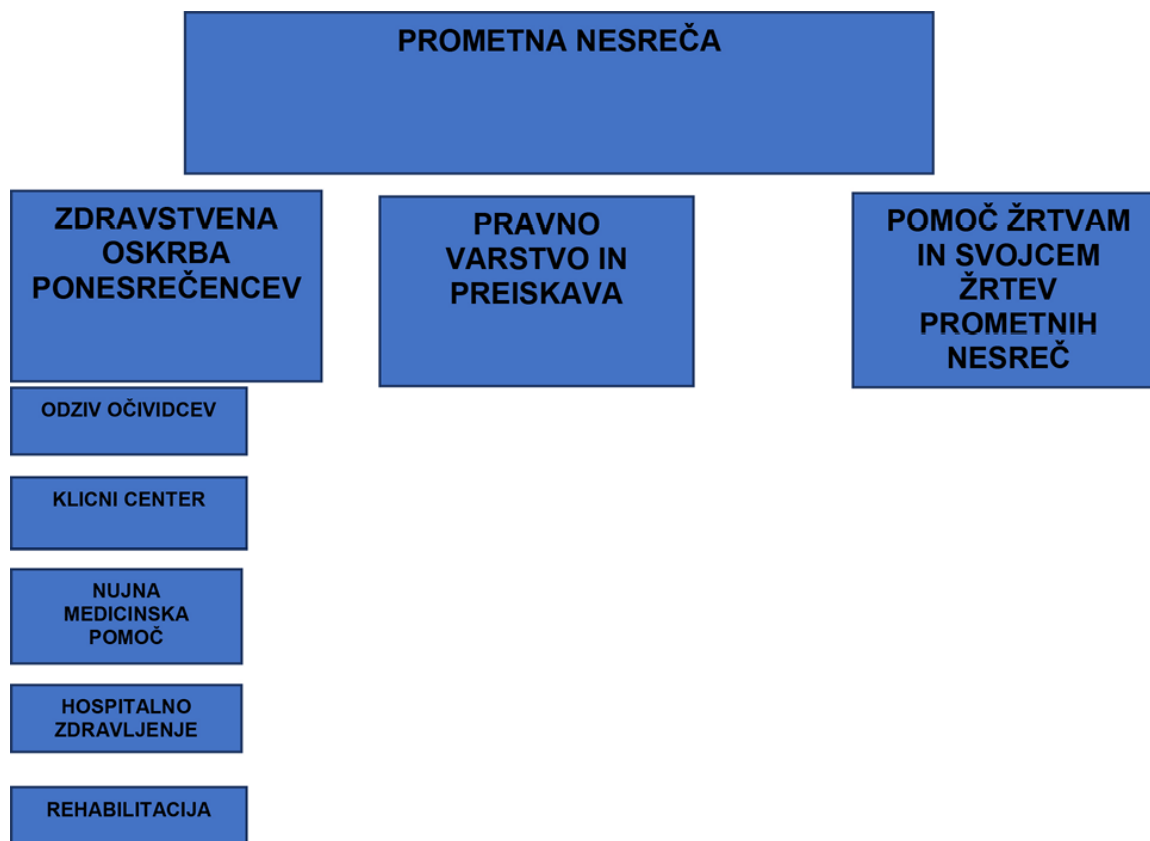 PROMETNA NESREČA
ZDRAVSTVENA
OSKRBA
PONESREČENCEV
PRAVNO
VARSTVO IN
PREISKAVA
POMOČ ŽRTVAM
IN SVOJCEM
ŽRTEV
PROMETNIH
NESREČ
ODZIV OČIVIDCEV
KLICNI CENTER
NUJNA
MEDICINSKA
POMOČ
HOSPITALNO
ZDRAVLJENJE
REHABILITACIJA